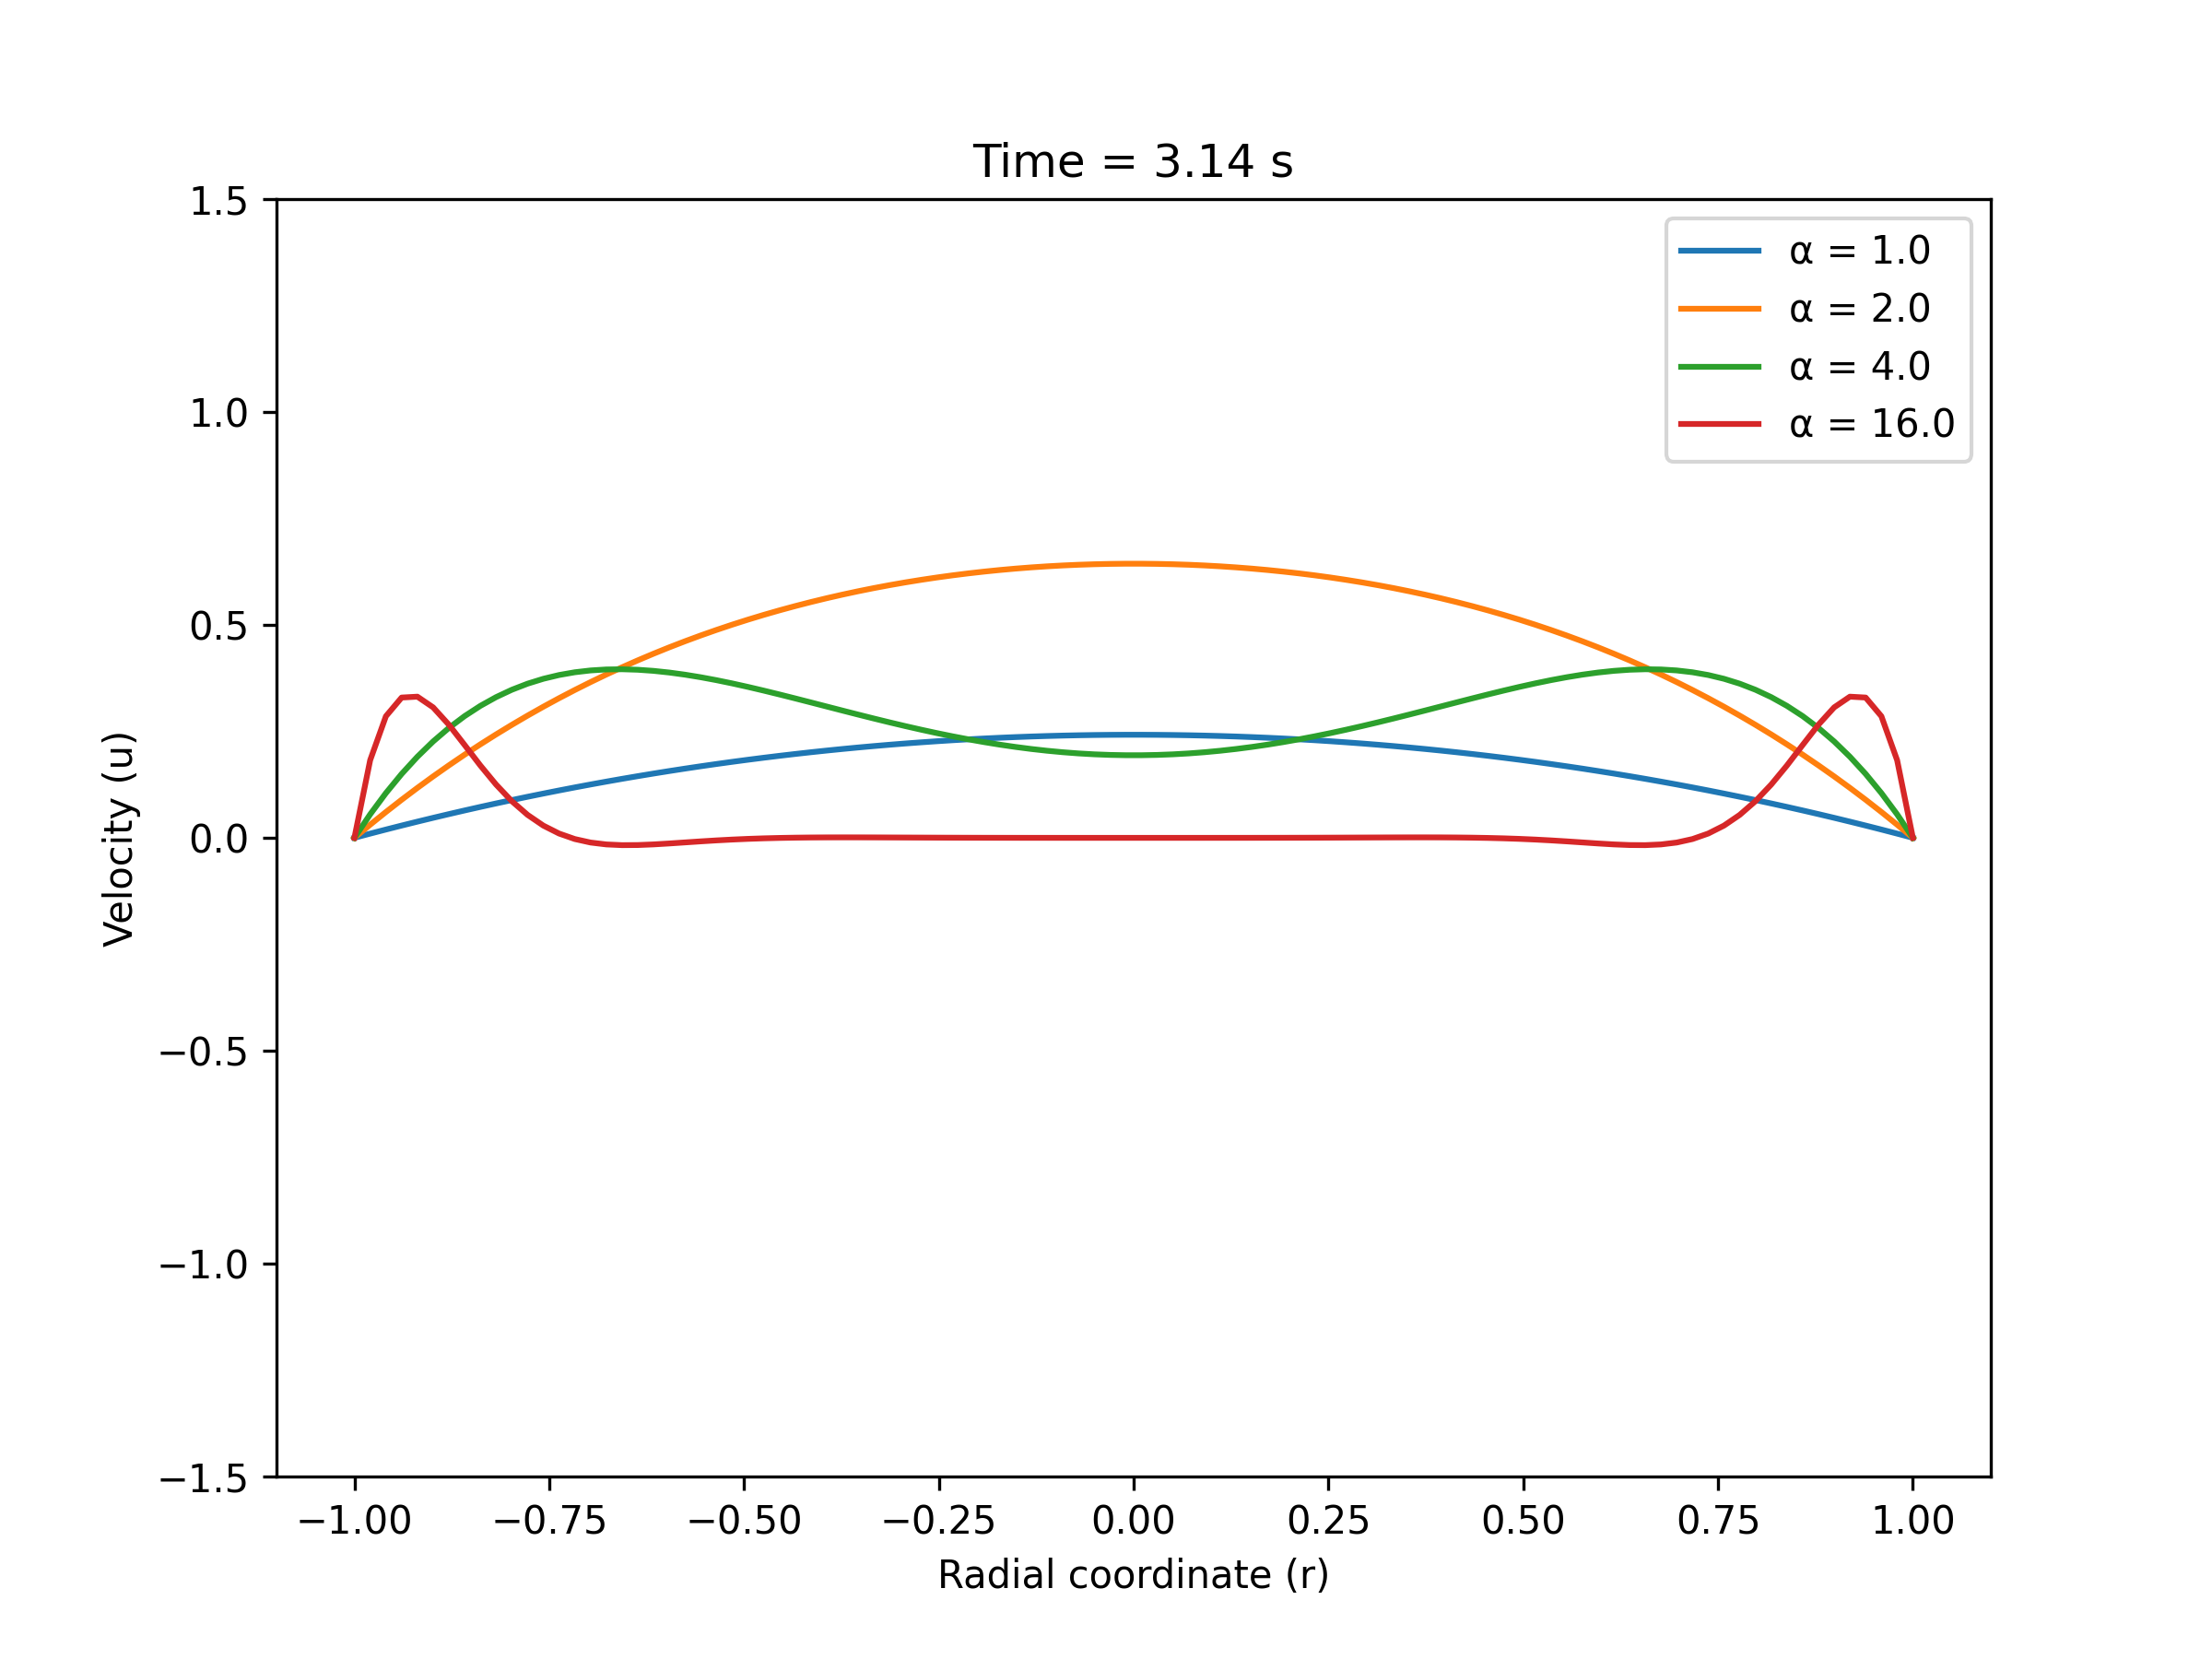 Time = 3.14 s
α = 1.0
α = 2.0
α = 4.0
α = 16.0
1.5
1.0
0.5
0.0
−0.5
−1.0
−1.5
Velocity (u)
−1.00 −0.75 −0.50 −0.25 0.00 0.25 0.50 0.75 1.00
Radial coordinate (r)